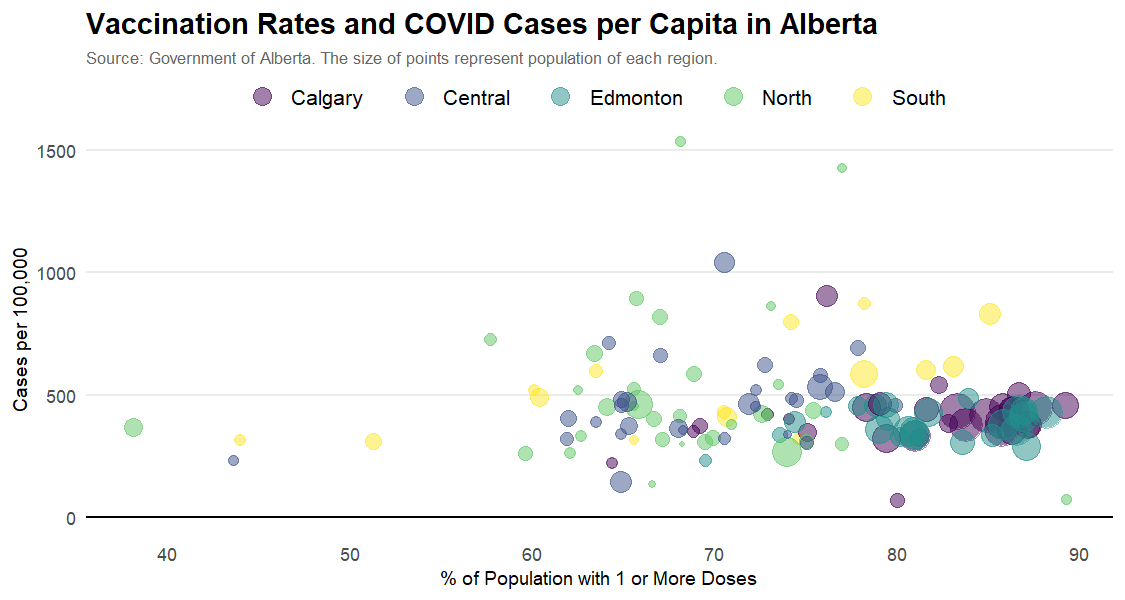 Vaccination Rates and COVID Cases per Capita in Alberta
Source: Government of Alberta. The size of points represent population of each region.
Calgary Central Edmonton North South
Cases per 100,000
1500
1000
500
0
40 50 60 70 80 90
% of Population with 1 or More Doses